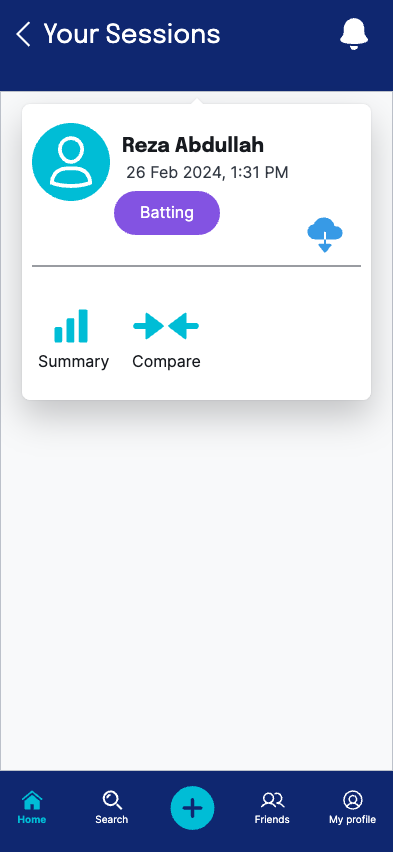 Your Sessions
Reza Abdullah
26 Feb 2024, 1:31 PM
Batting
Summary
Compare
Home
Search
Friends
My profile